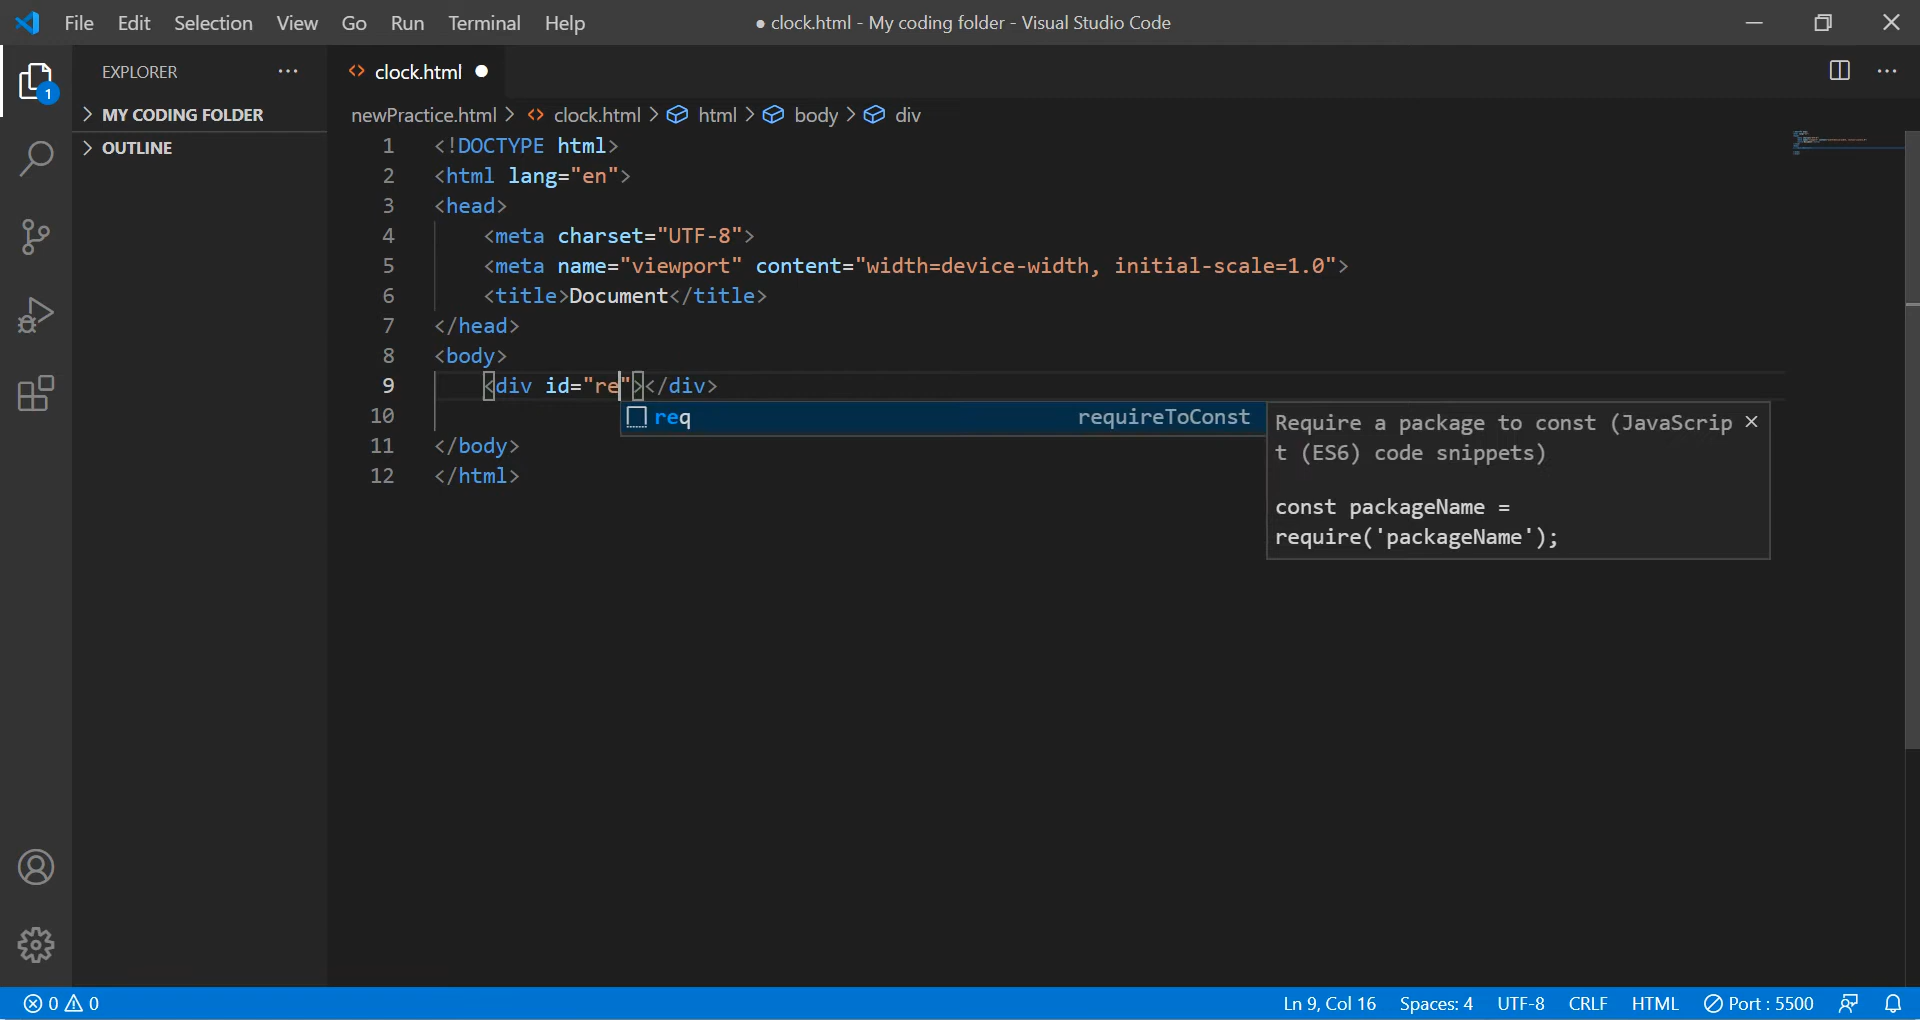 File Edit Selection View Go Run Terminal Help
● clock.html - My coding folder - Visual Studio Code
EXPLORER
1
MY CODING FOLDER
OUTLINE
clock.html
newPractice.html > clock.html > html > body > div
1 <!DOCTYPE html>
2 <html lang="en">
3 <head>
4 <meta charset="UTF-8">
5 <meta name="viewport" content="width=device-width, initial-scale=1.0">
6 <title>Document</title>
7 </head>
8 <body>
9 <div id="re"></div>
10
11 </body>
12 </html>
req requireToConst
Require a package to const (JavaScrip
t (ES6) code snippets)
const packageName =
require('packageName');
0 0 Ln 9, Col 16 Spaces: 4 UTF-8 CRLF HTML Port : 5500